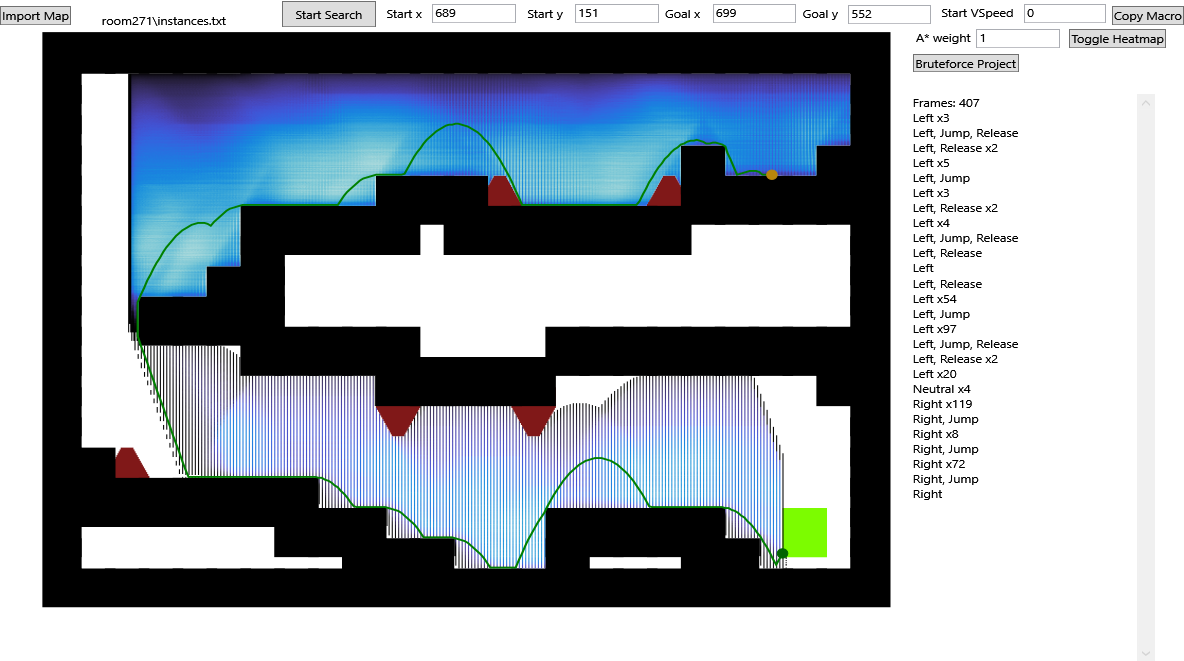 Import Map
room271\instances.txt
Start Search
Start x 689
Start y 151
Goal x 699
Goal y 552
Start VSpeed 0
Copy Macro
A* weight 1
Toggle Heatmap
Bruteforce Project
Frames: 407
Left x3
Left, Jump, Release
Left, Release x2
Left x5
Left, Jump
Left x3
Left, Release x2
Left x4
Left, Jump, Release
Left, Release
Left
Left, Release
Left x54
Left, Jump
Left x97
Left, Jump, Release
Left, Release x2
Left x20
Neutral x4
Right x119
Right, Jump
Right x8
Right, Jump
Right x72
Right, Jump
Right